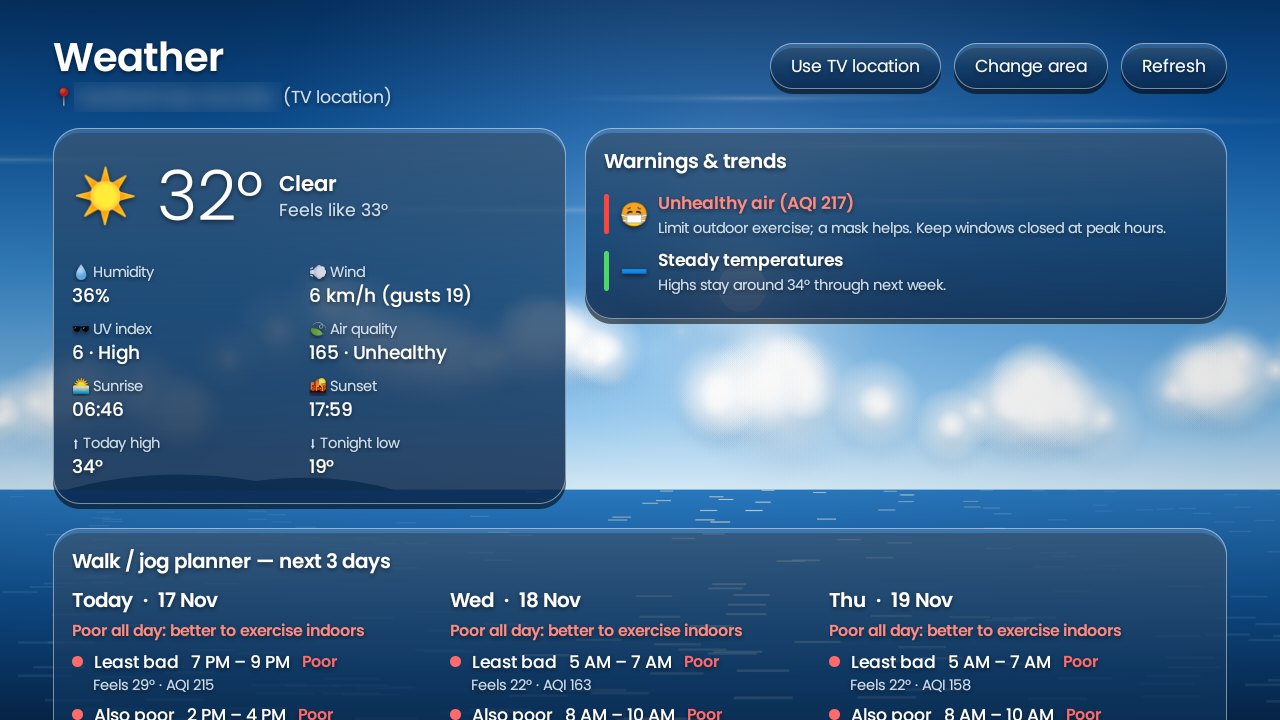 Weather
(TV location)
Use TV location
Change area
Refresh
32°
Clear
Feels like 33°
Humidity
36%
Wind
6 km/h (gusts 19)
UV index
6 · High
Air quality
165 · Unhealthy
Sunrise
06:46
Sunset
17:59
↑ Today high
34°
↓ Tonight low
19°
Warnings & trends
Unhealthy air (AQI 217)
Limit outdoor exercise; a mask helps. Keep windows closed at peak hours.
Steady temperatures
Highs stay around 34° through next week.
Walk / jog planner — next 3 days
Today · 17 Nov
Poor all day: better to exercise indoors
Least bad 7 PM – 9 PM Poor
Feels 29° · AQI 215
Also poor 2 PM – 4 PM Poor
Wed · 18 Nov
Poor all day: better to exercise indoors
Least bad 5 AM – 7 AM Poor
Feels 22° · AQI 163
Also poor 8 AM – 10 AM Poor
Thu · 19 Nov
Poor all day: better to exercise indoors
Least bad 5 AM – 7 AM Poor
Feels 22° · AQI 158
Also poor 8 AM – 10 AM Poor